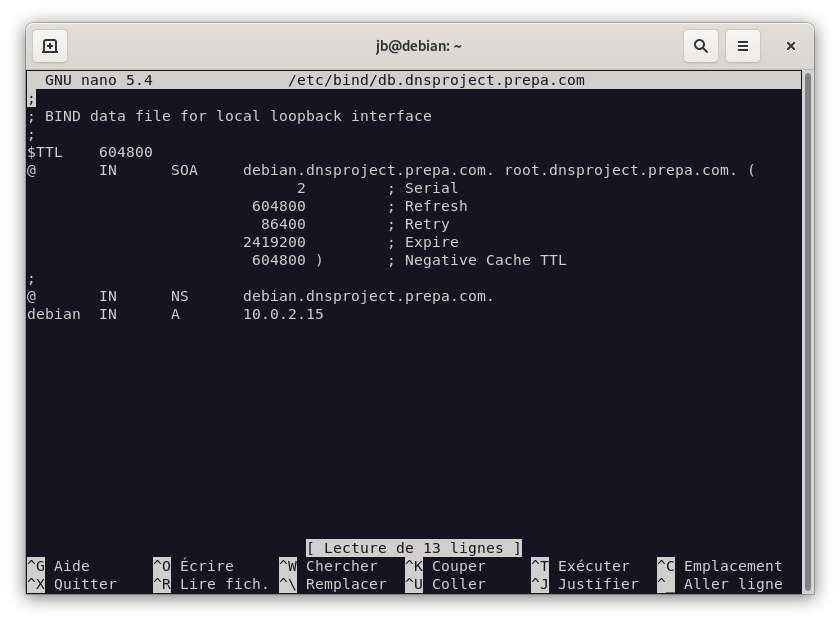 jb@debian: ~
GNU nano 5.4 /etc/bind/db.dnsproject.prepa.com
;
; BIND data file for local loopback interface
;
$TTL    604800
@       IN      SOA     debian.dnsproject.prepa.com. root.dnsproject.prepa.com. (
                              2         ; Serial
                         604800         ; Refresh
                          86400         ; Retry
                        2419200         ; Expire
                         604800 )       ; Negative Cache TTL
;
@       IN      NS      debian.dnsproject.prepa.com.
debian  IN      A       10.0.2.15
[ Lecture de 13 lignes ]
^G Aide ^O Écrire ^W Chercher ^K Couper ^T Exécuter ^C Emplacement
^X Quitter ^R Lire fich. ^\ Remplacer ^U Coller ^J Justifier ^_ Aller ligne